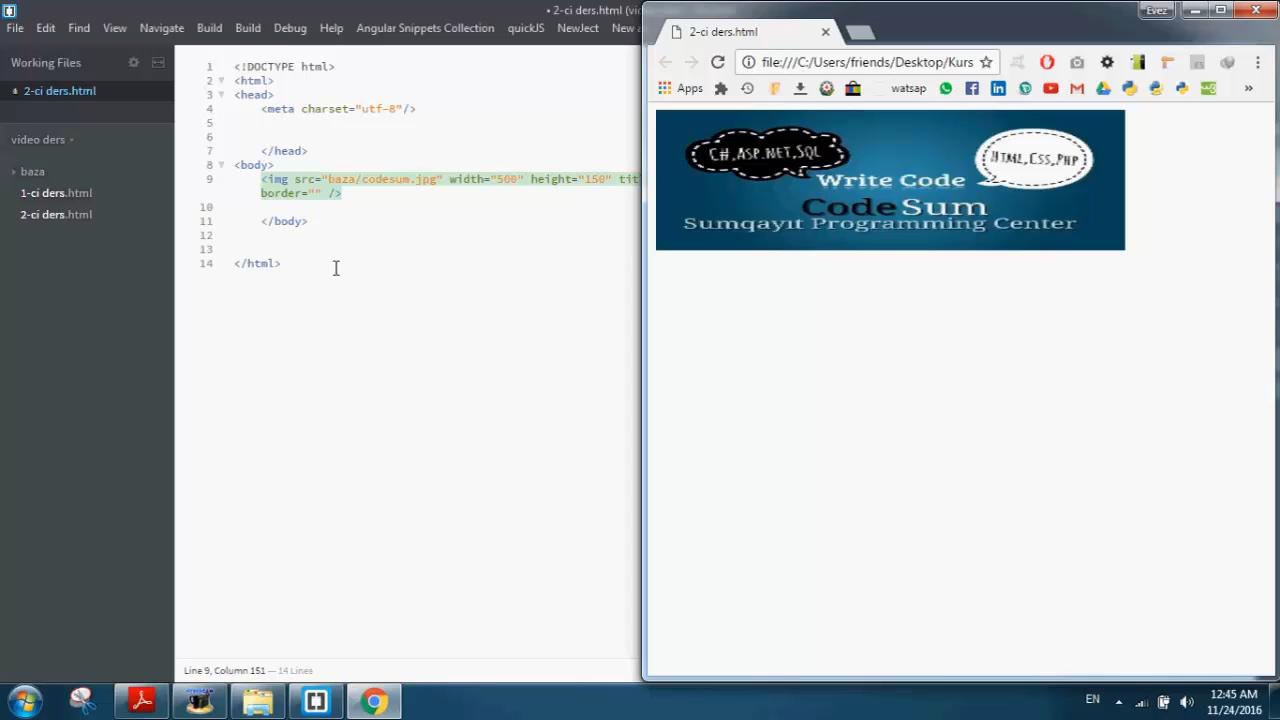 • 2-ci ders.html (vi
File Edit Find View Navigate Build Build Debug Help Angular Snippets Collection quickJS NewJect New a
Working Files
2-ci ders.html
video ders
baza
1-ci ders.html
2-ci ders.html
1 <!DOCTYPE html>
2 <html>
3 <head>
4 <meta charset="utf-8"/>
5
6
7 </head>
8 <body>
9 <img src="baza/codesum.jpg" width="500" height="150" titl
border="" />
10
11 </body>
12
13
14 </html>
Line 9, Column 151 — 14 Lines
Evez
2-ci ders.html
file:///C:/Users/friends/Desktop/Kurs
Apps watsap »
C#,ASP.NET,SQL
HTML,CSS,PHP
Write Code
CodeSum
Sumqayıt Programming Center
EN
12:45 AM
11/24/2016